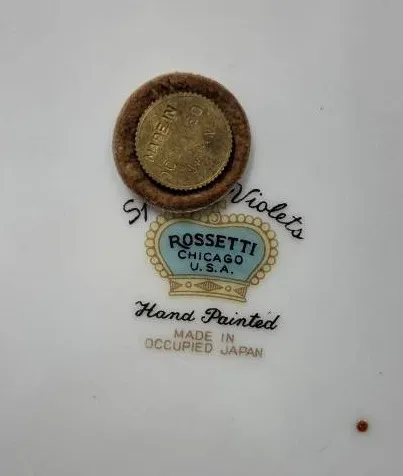 MADE IN
Violets
ROSSETTI
CHICAGO
U.S.A.
Hand Painted
MADE IN
OCCUPIED JAPAN